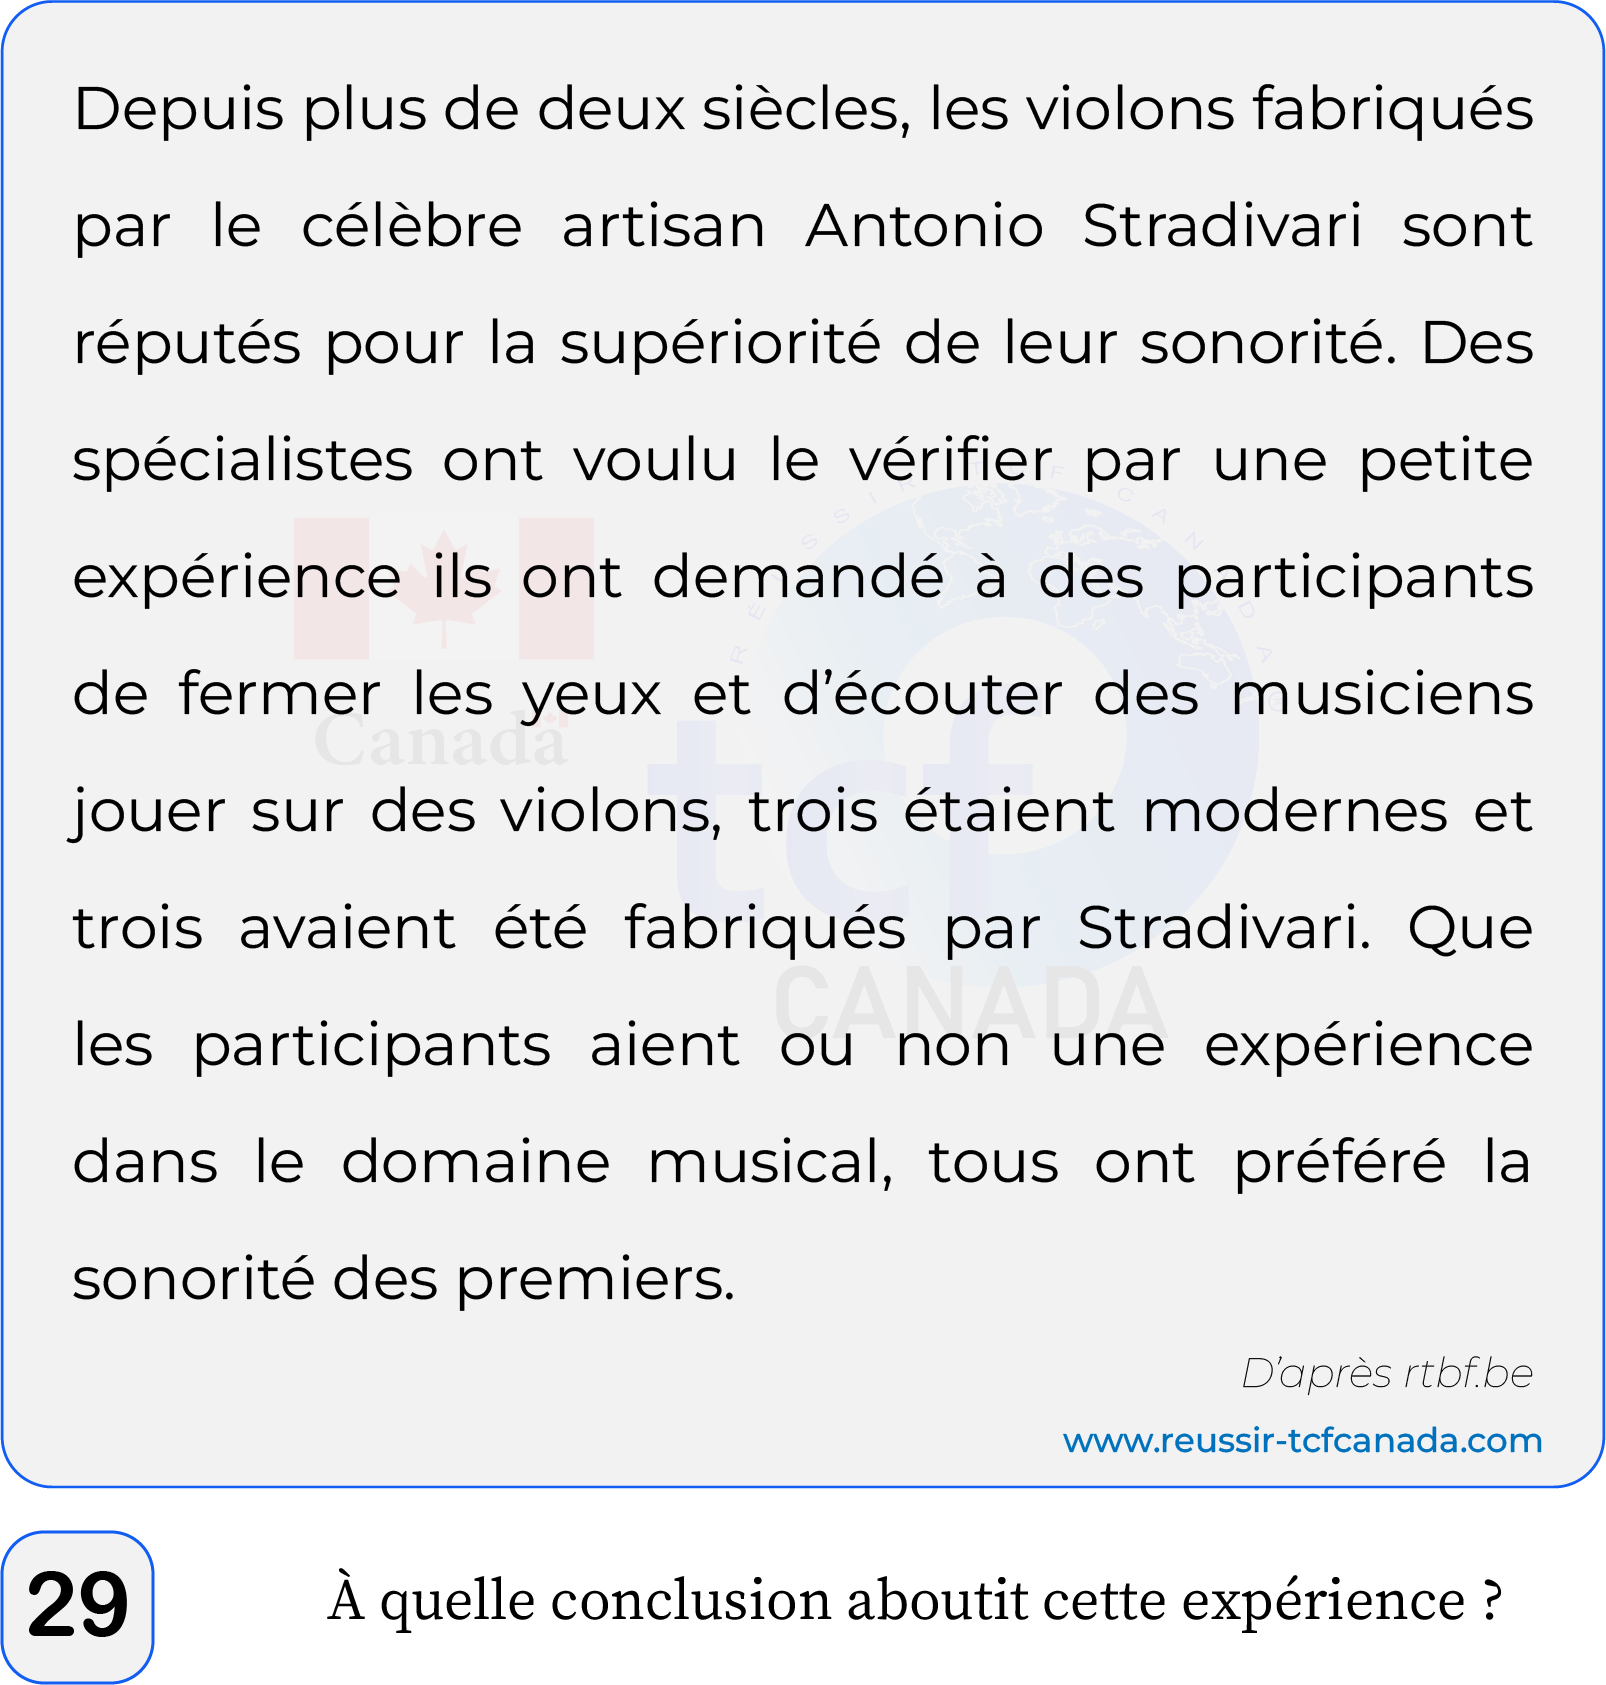 Depuis plus de deux siècles, les violons fabriqués
par le célèbre artisan Antonio Stradivari sont
réputés pour la supériorité de leur sonorité. Des
spécialistes ont voulu le vérifier par une petite
expérience ils ont demandé à des participants
de fermer les yeux et d’écouter des musiciens
jouer sur des violons, trois étaient modernes et
trois avaient été fabriqués par Stradivari. Que
les participants aient ou non une expérience
dans le domaine musical, tous ont préféré la
sonorité des premiers.
D’après rtbf.be
www.reussir-tcfcanada.com
RÉUSSIR TCF CANADA
Canada
tcf
CANADA
29
À quelle conclusion aboutit cette expérience ?